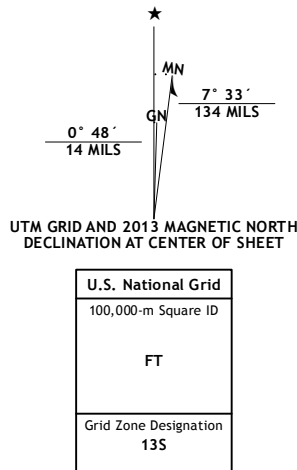 ★
MN
GN
7° 33´
134 MILS
0° 48´
14 MILS
UTM GRID AND 2013 MAGNETIC NORTH
DECLINATION AT CENTER OF SHEET
U.S. National Grid
100,000-m Square ID
FT
Grid Zone Designation
13S